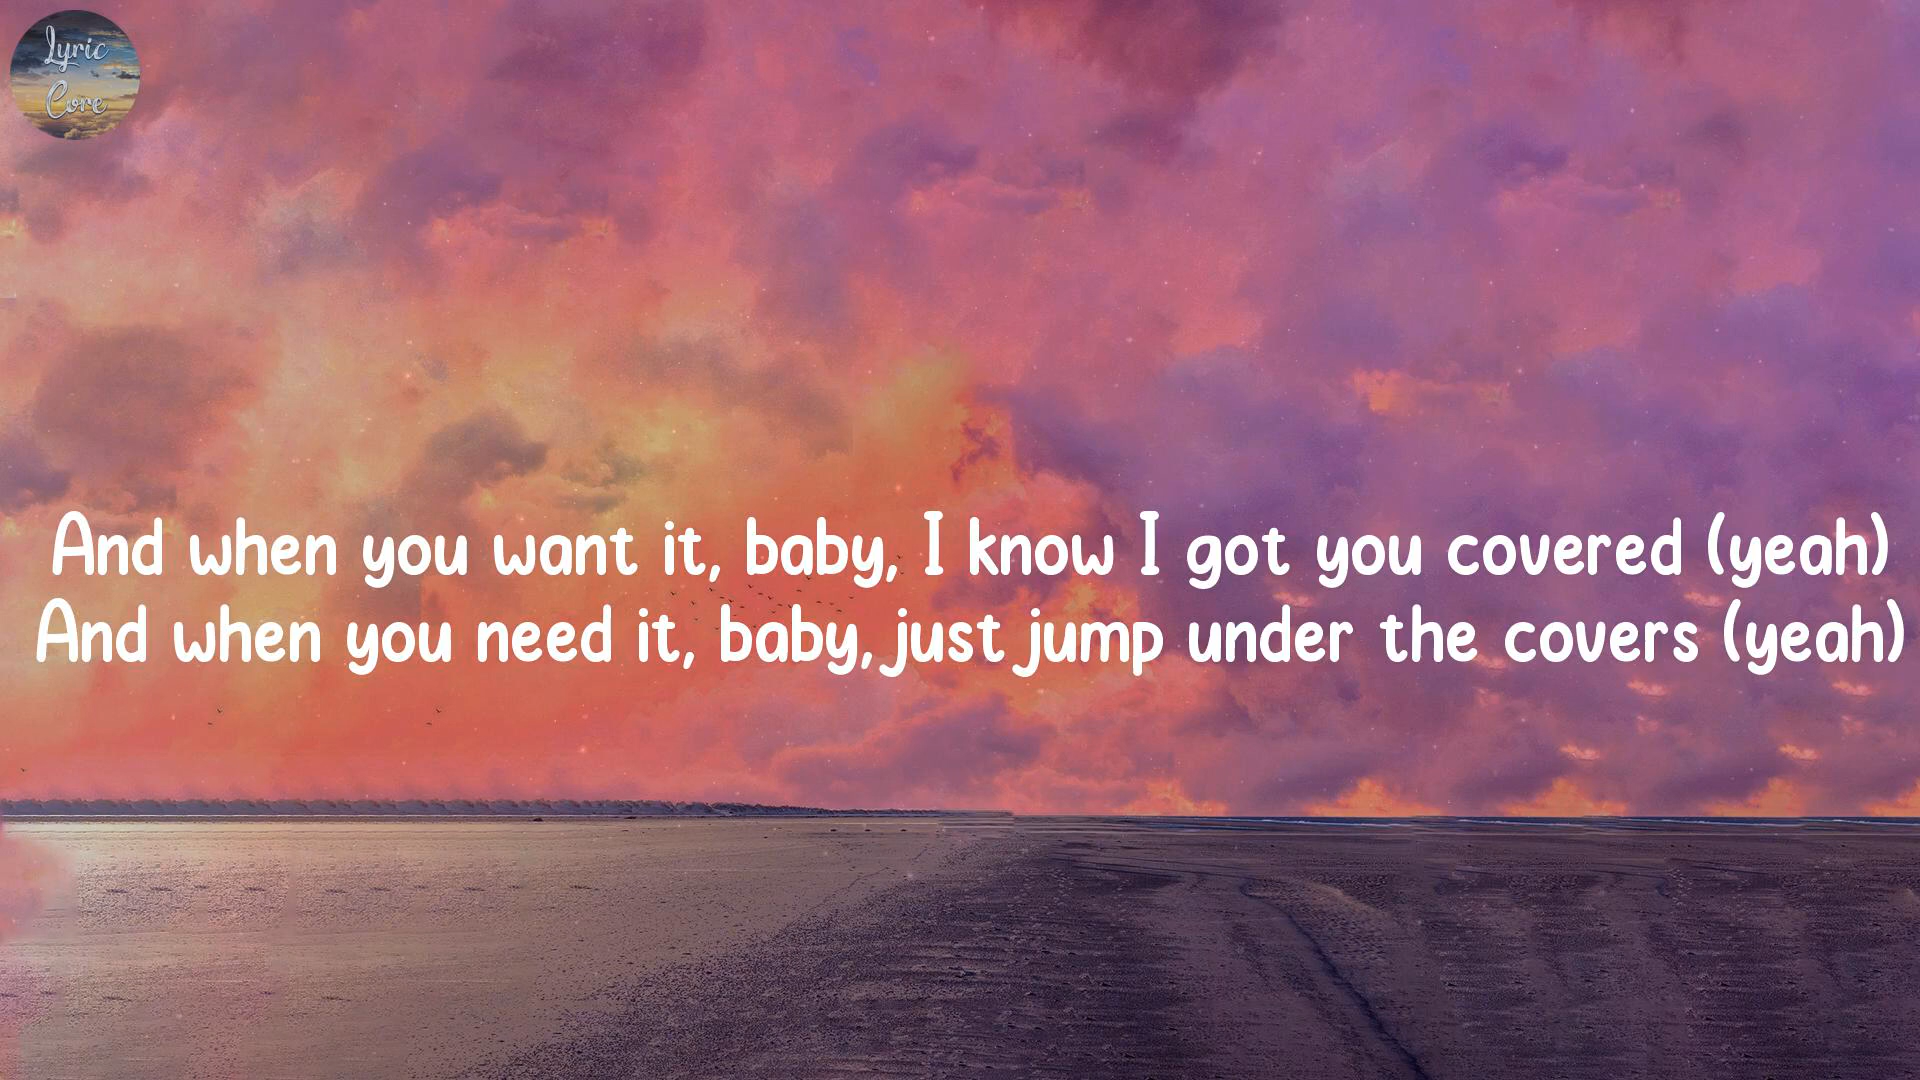 Lyric
Core
And when you want it, baby, I know I got you covered (yeah)
And when you need it, baby, just jump under the covers (yeah)